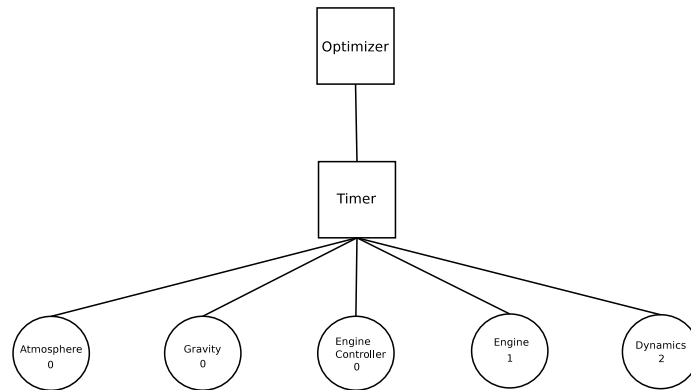 Optimizer
Timer
Atmosphere
0
Gravity
0
Engine
Controller
0
Engine
1
Dynamics
2